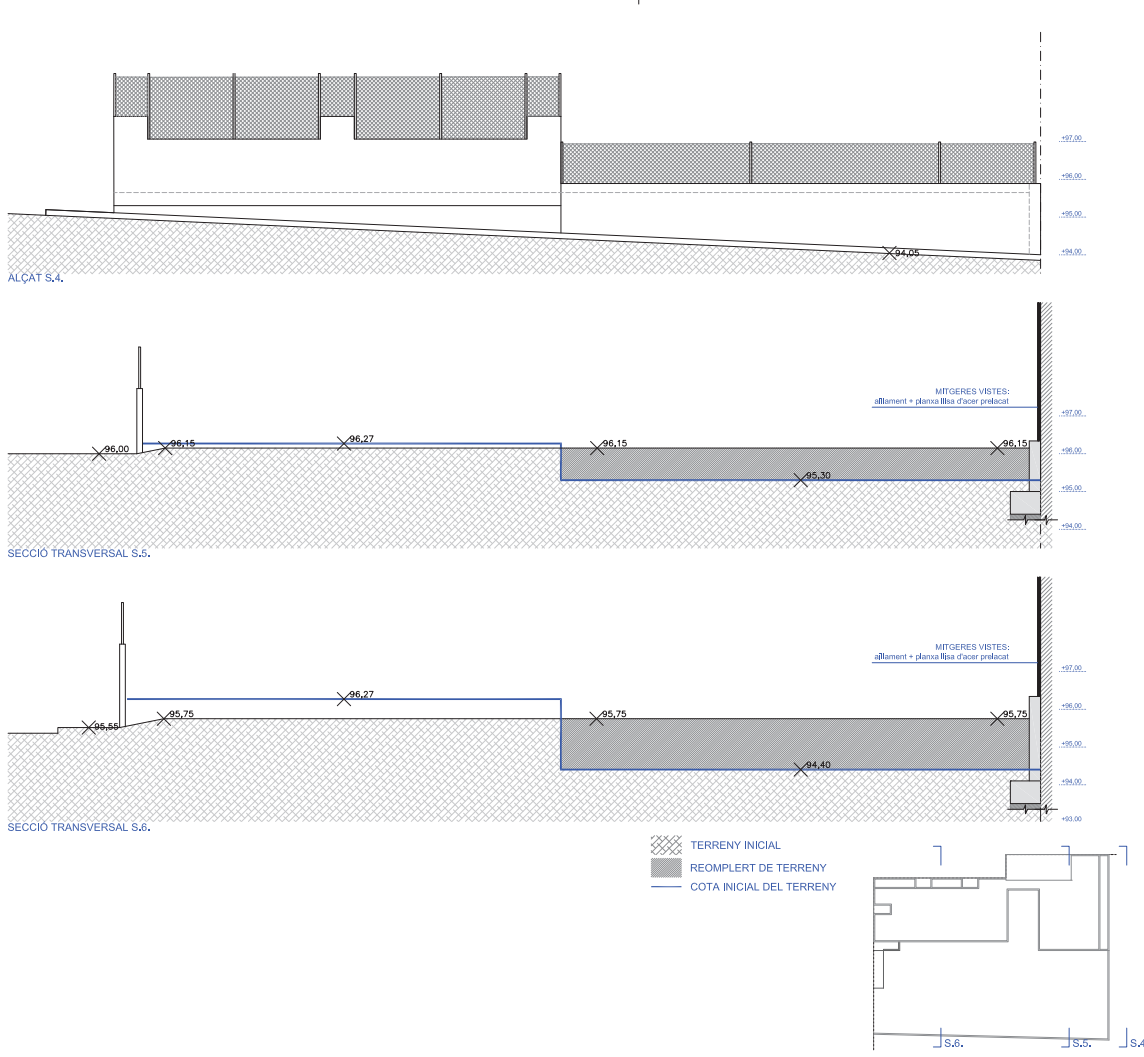 +97,00
+96,00
+95,00
94,05
+94,00
ALÇAT S.4.
MITGERES VISTES:
aïllament + planxa llisa d'acer prelacat
+97,00
96,00
96,15
96,27
96,15
96,15
+96,00
95,30
+95,00
+94,00
SECCIÓ TRANSVERSAL S.5.
MITGERES VISTES:
aïllament + planxa llisa d'acer prelacat
+97,00
96,27
+96,00
95,55
95,75
95,75
95,75
+95,00
94,40
+94,00
+93,00
SECCIÓ TRANSVERSAL S.6.
TERRENY INICIAL
REOMPLERT DE TERRENY
COTA INICIAL DEL TERRENY
S.6.
S.5.
S.4